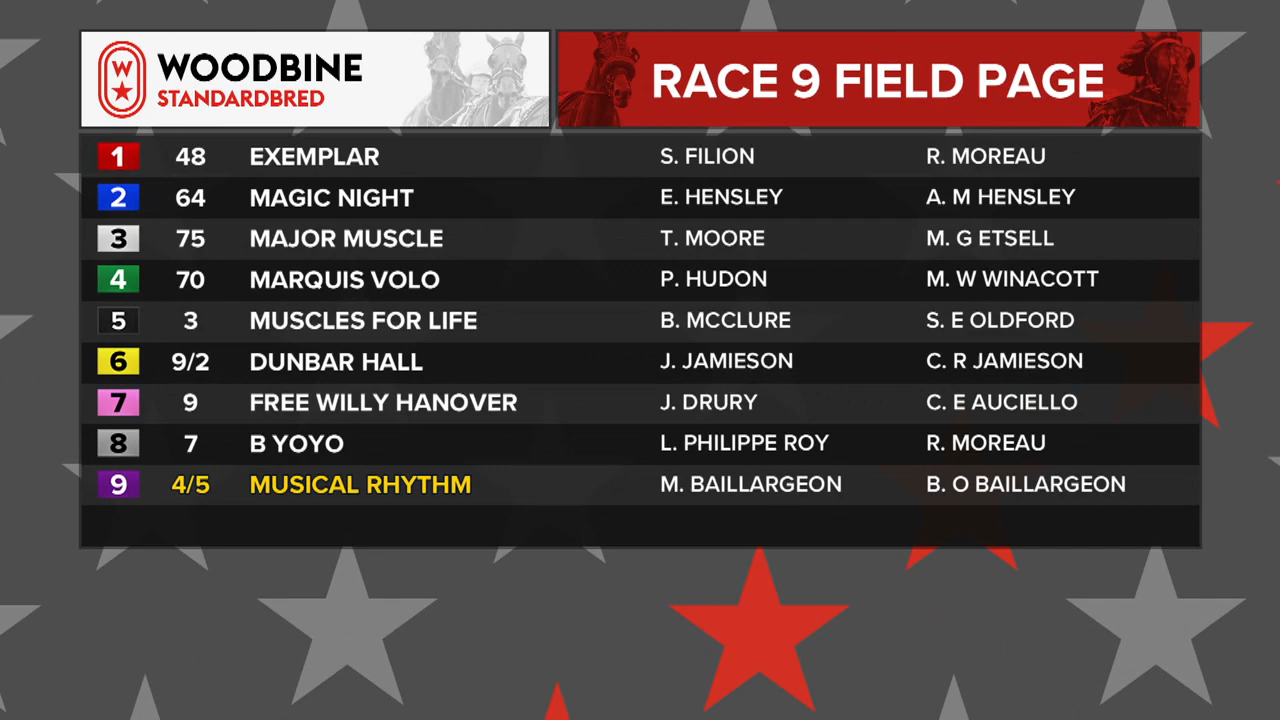 W
WOODBINE
STANDARDBRED
RACE 9 FIELD PAGE
1 48 EXEMPLAR S. FILION R. MOREAU
2 64 MAGIC NIGHT E. HENSLEY A. M HENSLEY
3 75 MAJOR MUSCLE T. MOORE M. G ETSELL
4 70 MARQUIS VOLO P. HUDON M. W WINACOTT
5 3 MUSCLES FOR LIFE B. MCCLURE S. E OLDFORD
6 9/2 DUNBAR HALL J. JAMIESON C. R JAMIESON
7 9 FREE WILLY HANOVER J. DRURY C. E AUCIELLO
8 7 B YOYO L. PHILIPPE ROY R. MOREAU
9 4/5 MUSICAL RHYTHM M. BAILLARGEON B. O BAILLARGEON